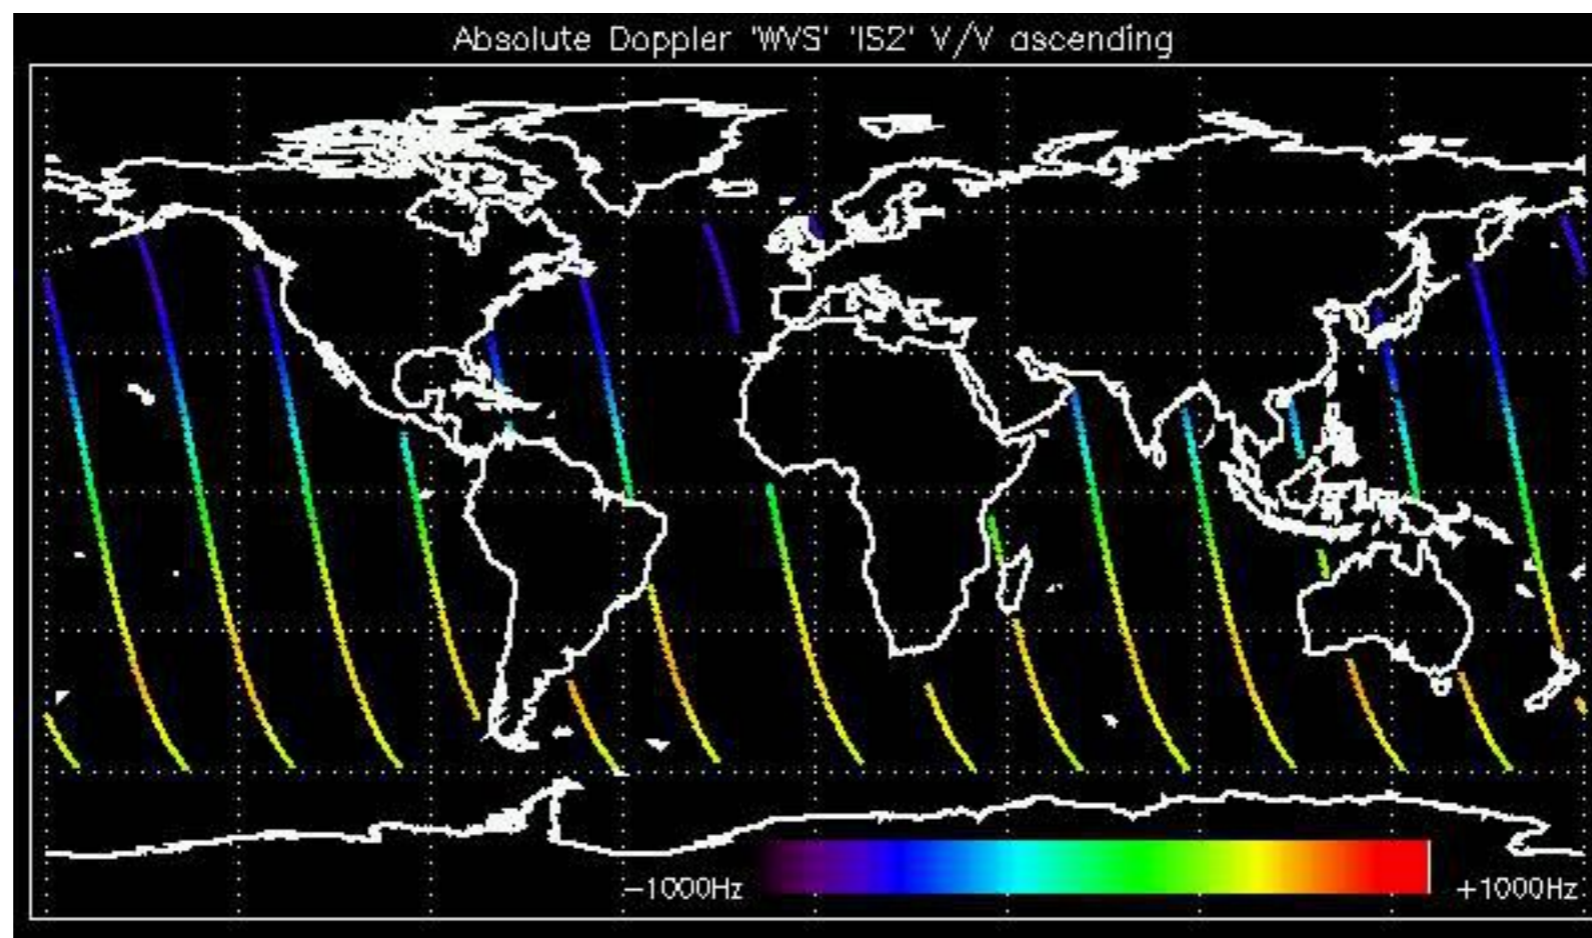 Absolute Doppler 'WVS' 'IS2' V/V ascending
-1000Hz +1000Hz